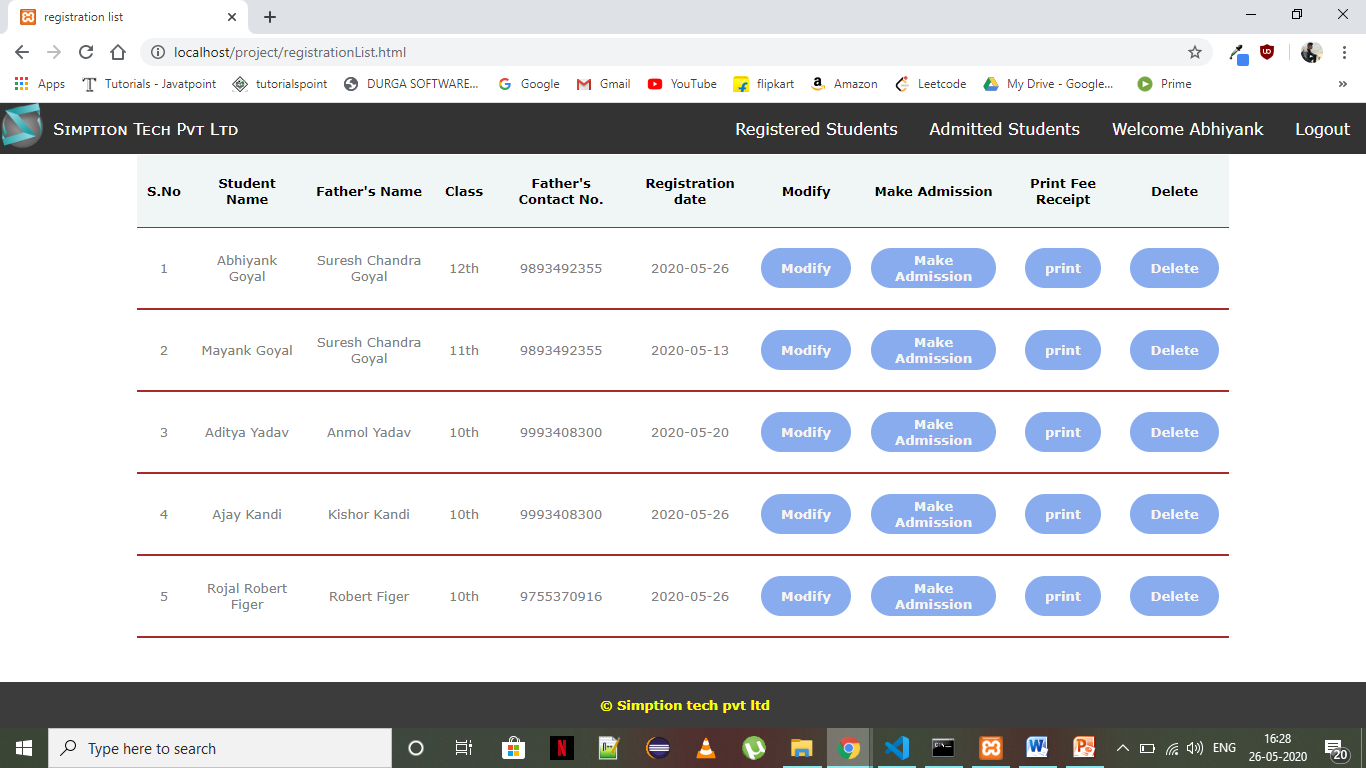 registration list
localhost/project/registrationList.html
Apps Tutorials - Javatpoint tutorialspoint DURGA SOFTWARE... Google Gmail YouTube flipkart Amazon Leetcode My Drive - Google... Prime »
Simption Tech Pvt Ltd Registered Students Admitted Students Welcome Abhiyank Logout
S.No Student Name Father's Name Class Father's Contact No. Registration date Modify Make Admission Print Fee Receipt Delete
1 Abhiyank Goyal Suresh Chandra Goyal 12th 9893492355 2020-05-26 Modify Make Admission print Delete
2 Mayank Goyal Suresh Chandra Goyal 11th 9893492355 2020-05-13 Modify Make Admission print Delete
3 Aditya Yadav Anmol Yadav 10th 9993408300 2020-05-20 Modify Make Admission print Delete
4 Ajay Kandi Kishor Kandi 10th 9993408300 2020-05-26 Modify Make Admission print Delete
5 Rojal Robert Figer Robert Figer 10th 9755370916 2020-05-26 Modify Make Admission print Delete
© Simption tech pvt ltd
Type here to search ENG 16:28
26-05-2020 20